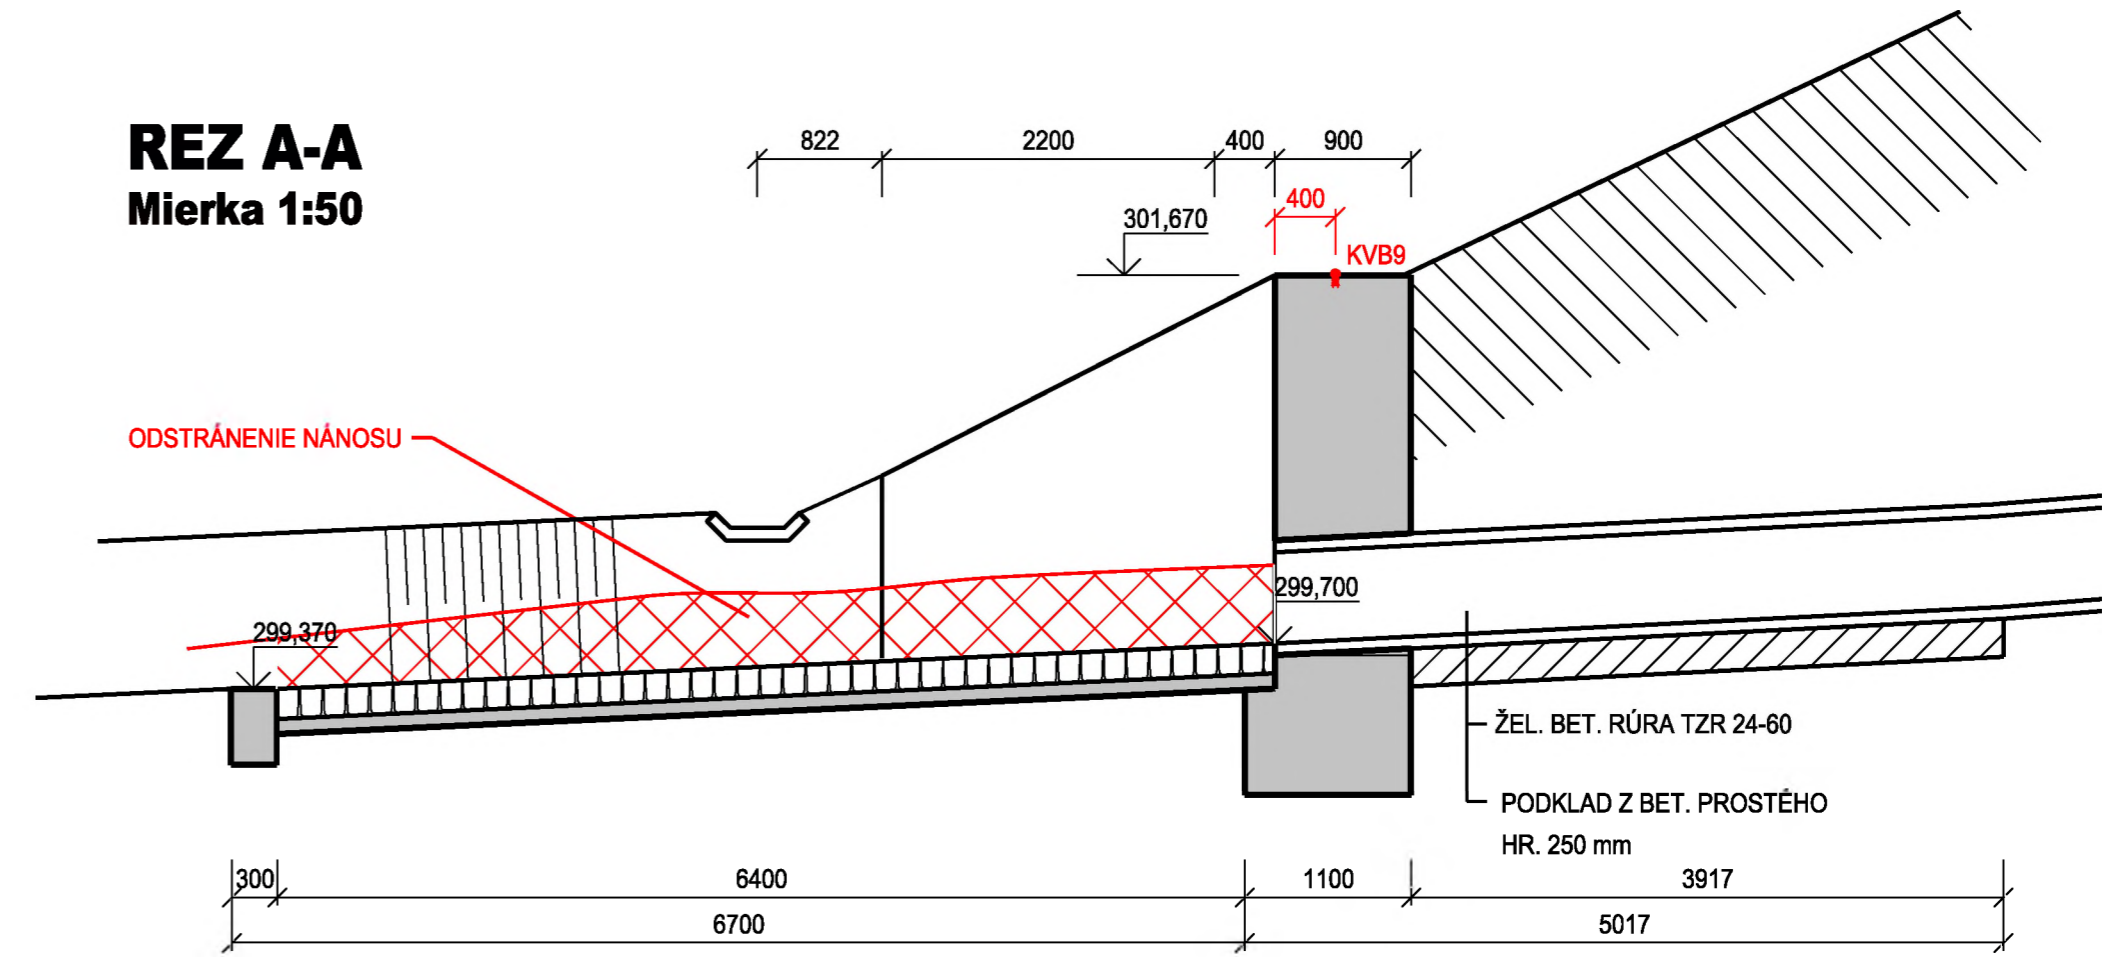 REZ A-A
Mierka 1:50
822
2200
400
900
400
301,670
KVB9
ODSTRÁNENIE NÁNOSU
299,700
299,370
ŽEL. BET. RÚRA TZR 24-60
PODKLAD Z BET. PROSTÉHO
HR. 250 mm
300
6400
1100
3917
6700
5017